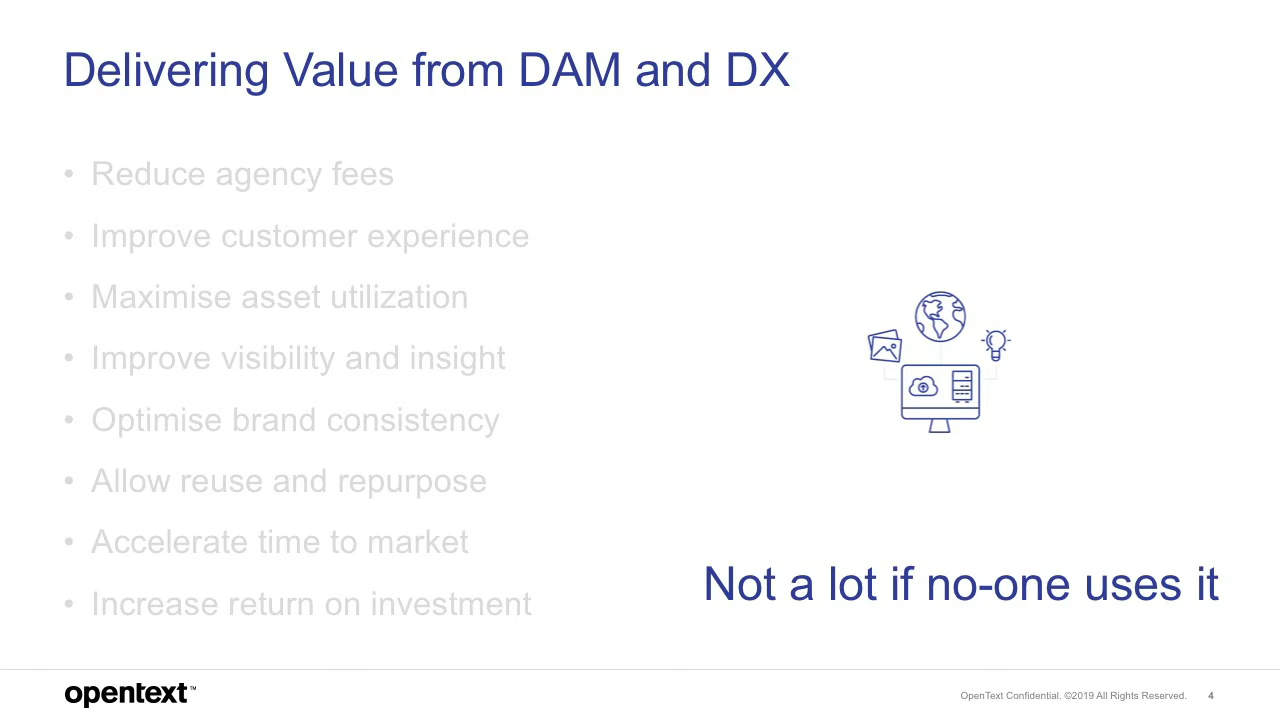 Delivering Value from DAM and DX
• Reduce agency fees
• Improve customer experience
• Maximise asset utilization
• Improve visibility and insight
• Optimise brand consistency
• Allow reuse and repurpose
• Accelerate time to market
• Increase return on investment
Not a lot if no-one uses it
opentext™
OpenText Confidential. ©2019 All Rights Reserved. 4